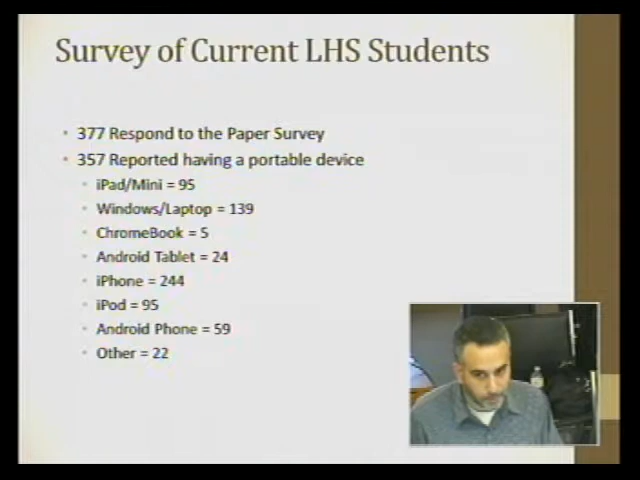 Survey of Current LHS Students
377 Respond to the Paper Survey
357 Reported having a portable device
iPad/Mini = 95
Windows/Laptop = 139
ChromeBook = 5
Android Tablet = 24
iPhone = 244
iPod = 95
Android Phone = 59
Other = 22